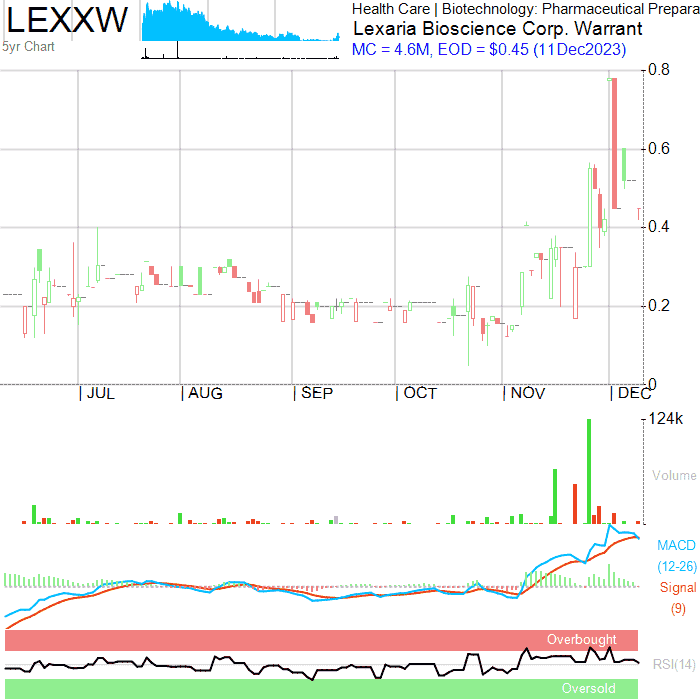 LEXXW
5yr Chart
Health Care | Biotechnology: Pharmaceutical Prepara
Lexaria Bioscience Corp. Warrant
MC = 4.6M, EOD = $0.45 (11Dec2023)
0.8
0.6
0.4
0.2
0
JUL
AUG
SEP
OCT
NOV
DEC
124k
Volume
MACD
(12-26)
Signal
(9)
Overbought
RSI(14)
Oversold